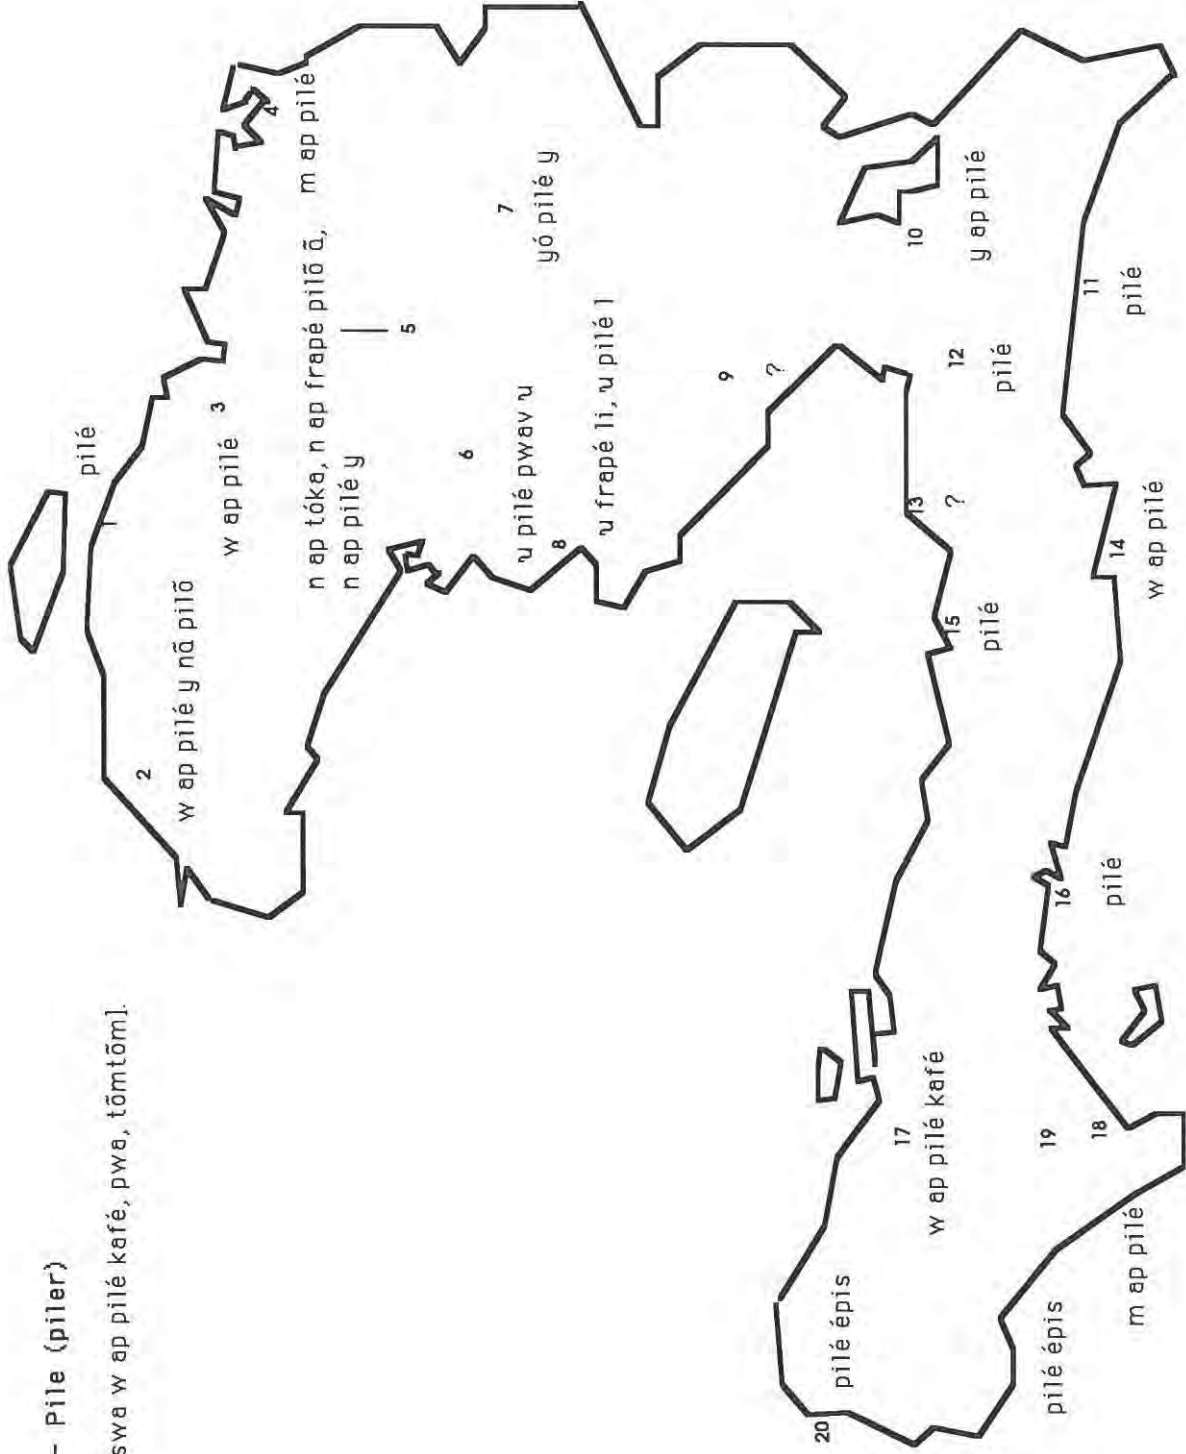 - Pile (piler)
swa w ap pilé kafé, pwa, tõmtõm].
1
pilé
2
w ap pilé y nã pilõ
3
w ap pilé
4
m ap pilé
n ap tóka, n ap frapé pilõ ã,
n ap pilé y
5
6
u pilé pwav u
7
yó pilé y
8
u frapé li, u pilé l
9
?
10
y ap pilé
11
pilé
12
pilé
13
?
14
w ap pilé
15
pilé
16
pilé
17
w ap pilé kafé
18
m ap pilé
19
pilé épis
20
pilé épis